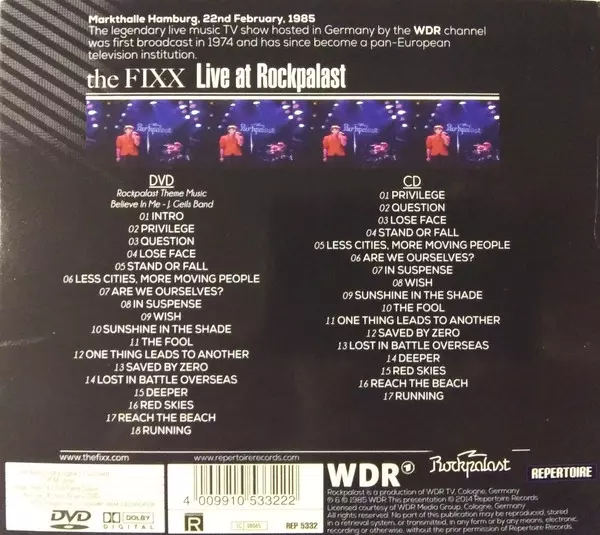 Markthalle Hamburg, 22nd February, 1985
The legendary live music TV show hosted in Germany by the WDR channel
was first broadcast in 1974 and has since become a pan-European
television institution.
the FIXX Live at Rockpalast
Rockpalast
Rockpalast
Rockpalast
Rockpalast
DVD
Rockpalast Theme Music
Believe In Me - J. Geils Band
01 INTRO
02 PRIVILEGE
03 QUESTION
04 LOSE FACE
05 STAND OR FALL
06 LESS CITIES, MORE MOVING PEOPLE
07 ARE WE OURSELVES?
08 IN SUSPENSE
09 WISH
10 SUNSHINE IN THE SHADE
11 THE FOOL
12 ONE THING LEADS TO ANOTHER
13 SAVED BY ZERO
14 LOST IN BATTLE OVERSEAS
15 DEEPER
16 RED SKIES
17 REACH THE BEACH
18 RUNNING
CD
01 PRIVILEGE
02 QUESTION
03 LOSE FACE
04 STAND OR FALL
05 LESS CITIES, MORE MOVING PEOPLE
06 ARE WE OURSELVES?
07 IN SUSPENSE
08 WISH
09 SUNSHINE IN THE SHADE
10 THE FOOL
11 ONE THING LEADS TO ANOTHER
12 SAVED BY ZERO
13 LOST IN BATTLE OVERSEAS
14 DEEPER
15 RED SKIES
16 REACH THE BEACH
17 RUNNING
www.thefixx.com
www.repertoirerecords.com
DVD
DOLBY
DIGITAL
4 009910 533222
R
REP 5332
WDR
Rockpalast
REPERTOIRE
Rockpalast is a production of WDR TV, Cologne, Germany
℗ & © 1985 WDR This presentation © 2014 Repertoire Records
Licensed courtesy of WDR Media Group, Cologne, Germany
All rights reserved. No part of this publication may be reproduced, stored
in a retrieval system, or transmitted, in any form or by any means, electronic,
recording or otherwise, without the prior permission of Repertoire Records.